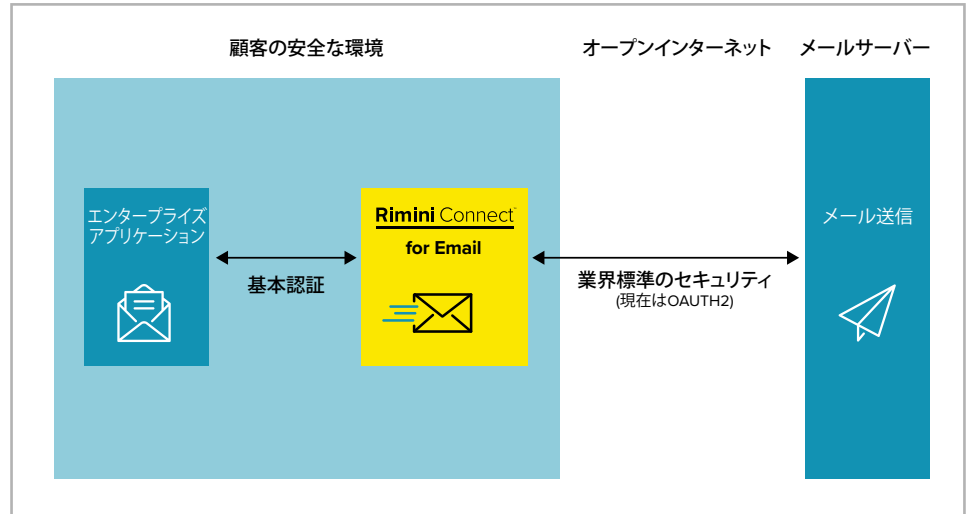 顧客の安全な環境
オープンインターネット
メールサーバー
エンタープライズ
アプリケーション
基本認証
Rimini Connect™
for Email
業界標準のセキュリティ
(現在はOAUTH2)
メール送信